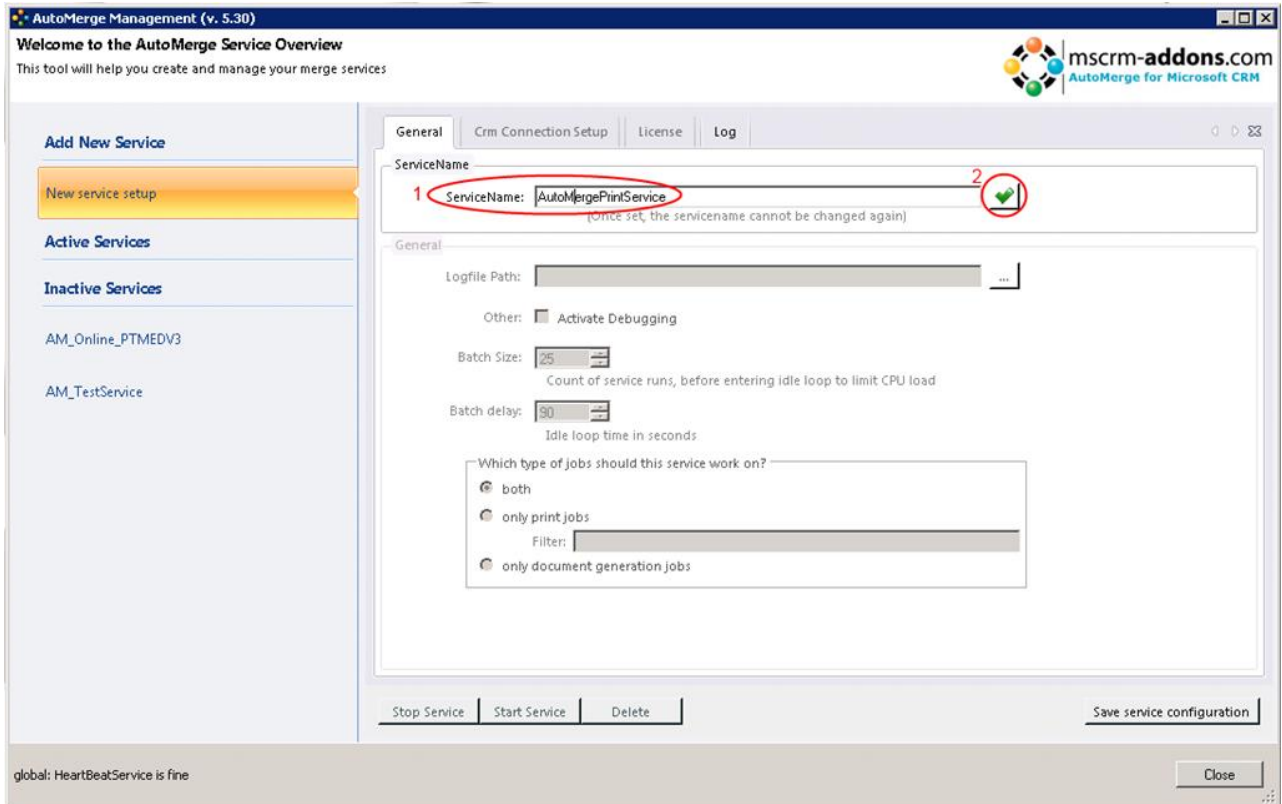 AutoMerge Management (v. 5.30)
Welcome to the AutoMerge Service Overview
This tool will help you create and manage your merge services
mscrm-addons.com
AutoMerge for Microsoft CRM
Add New Service
New service setup
Active Services
Inactive Services
AM_Online_PTMEDV3
AM_TestService
General Crm Connection Setup License Log
ServiceName
1 ServiceName: AutoMergePrintService 2
(Once set, the servicename cannot be changed again)
General
Logfile Path: ...
Other: Activate Debugging
Batch Size: 25
Count of service runs, before entering idle loop to limit CPU load
Batch delay: 90
Idle loop time in seconds
Which type of jobs should this service work on?
both
only print jobs
Filter:
only document generation jobs
Stop Service Start Service Delete Save service configuration
global: HeartBeatService is fine Close